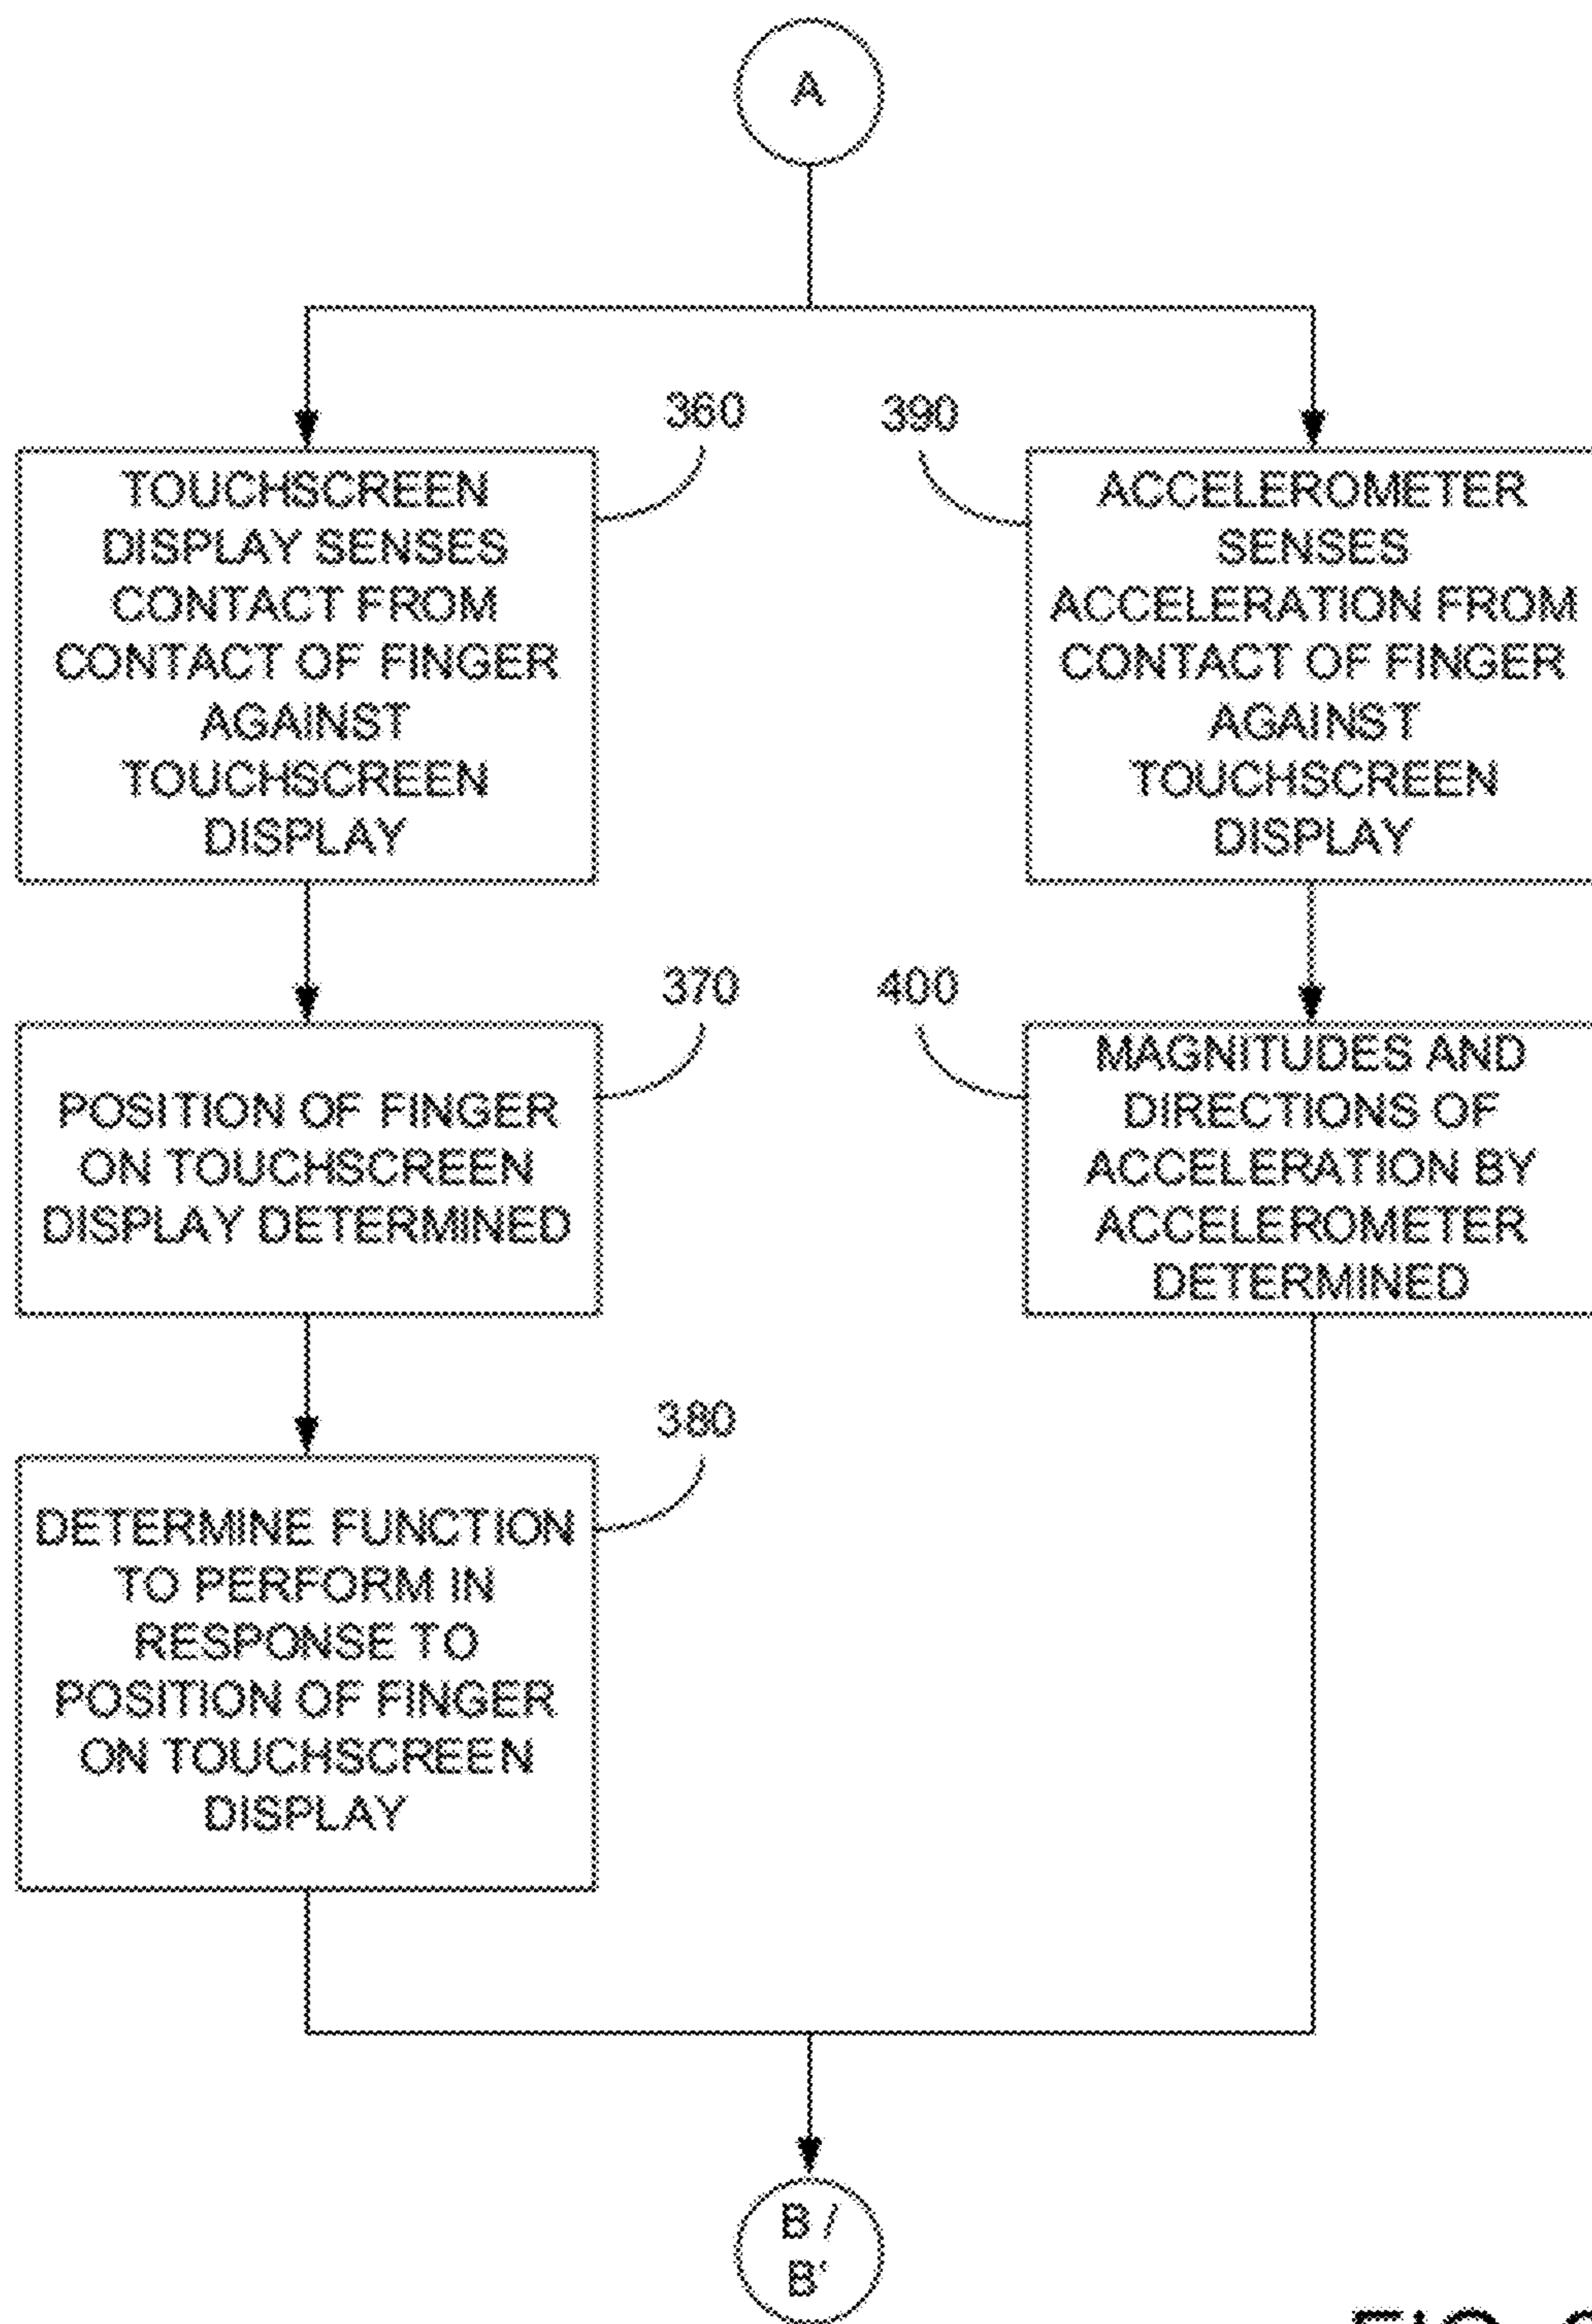 A
360
TOUCHSCREEN
DISPLAY SENSES
CONTACT FROM
CONTACT OF FINGER
AGAINST
TOUCHSCREEN
DISPLAY
390
ACCELEROMETER
SENSES
ACCELERATION FROM
CONTACT OF FINGER
AGAINST
TOUCHSCREEN
DISPLAY
370
POSITION OF FINGER
ON TOUCHSCREEN
DISPLAY DETERMINED
400
MAGNITUDES AND
DIRECTIONS OF
ACCELERATION BY
ACCELEROMETER
DETERMINED
380
DETERMINE FUNCTION
TO PERFORM IN
RESPONSE TO
POSITION OF FINGER
ON TOUCHSCREEN
DISPLAY
B /
B'